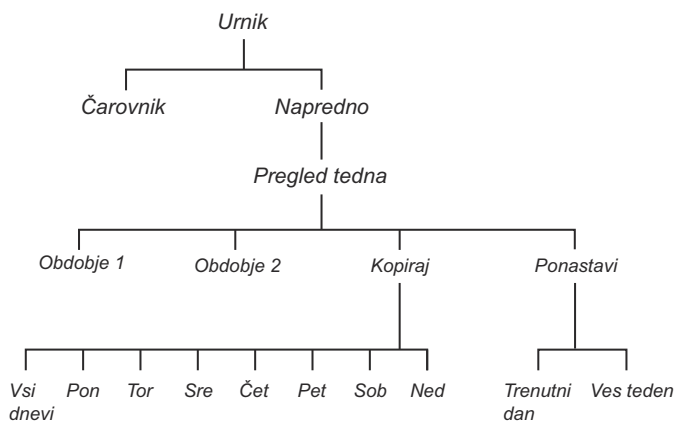 Urnik
Čarovnik
Napredno
Pregled tedna
Obdobje 1
Obdobje 2
Kopiraj
Ponastavi
Vsi
dnevi
Pon
Tor
Sre
Čet
Pet
Sob
Ned
Trenutni
dan
Ves teden